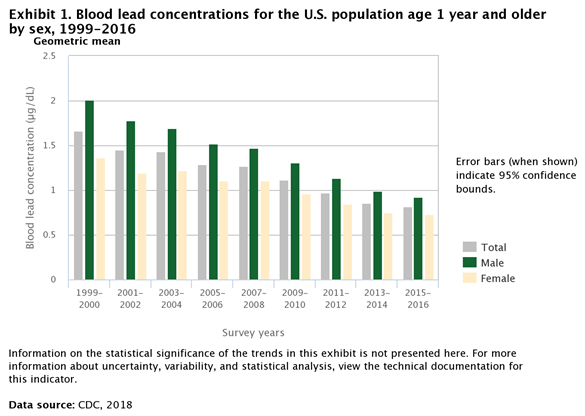 Exhibit 1. Blood lead concentrations for the U.S. population age 1 year and older
by sex, 1999-2016
Geometric mean
2.5
2
1.5
1
0.5
0
Blood lead concentration (µg/dL)
1999-
2000
2001-
2002
2003-
2004
2005-
2006
2007-
2008
2009-
2010
2011-
2012
2013-
2014
2015-
2016
Survey years
Error bars (when shown)
indicate 95% confidence
bounds.
Total
Male
Female
Information on the statistical significance of the trends in this exhibit is not presented here. For more
information about uncertainty, variability, and statistical analysis, view the technical documentation for
this indicator.
Data source: CDC, 2018